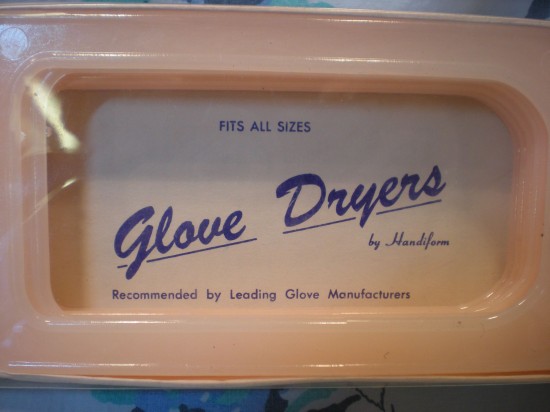 FITS ALL SIZES
Glove Dryers
by Handiform
Recommended by Leading Glove Manufacturers